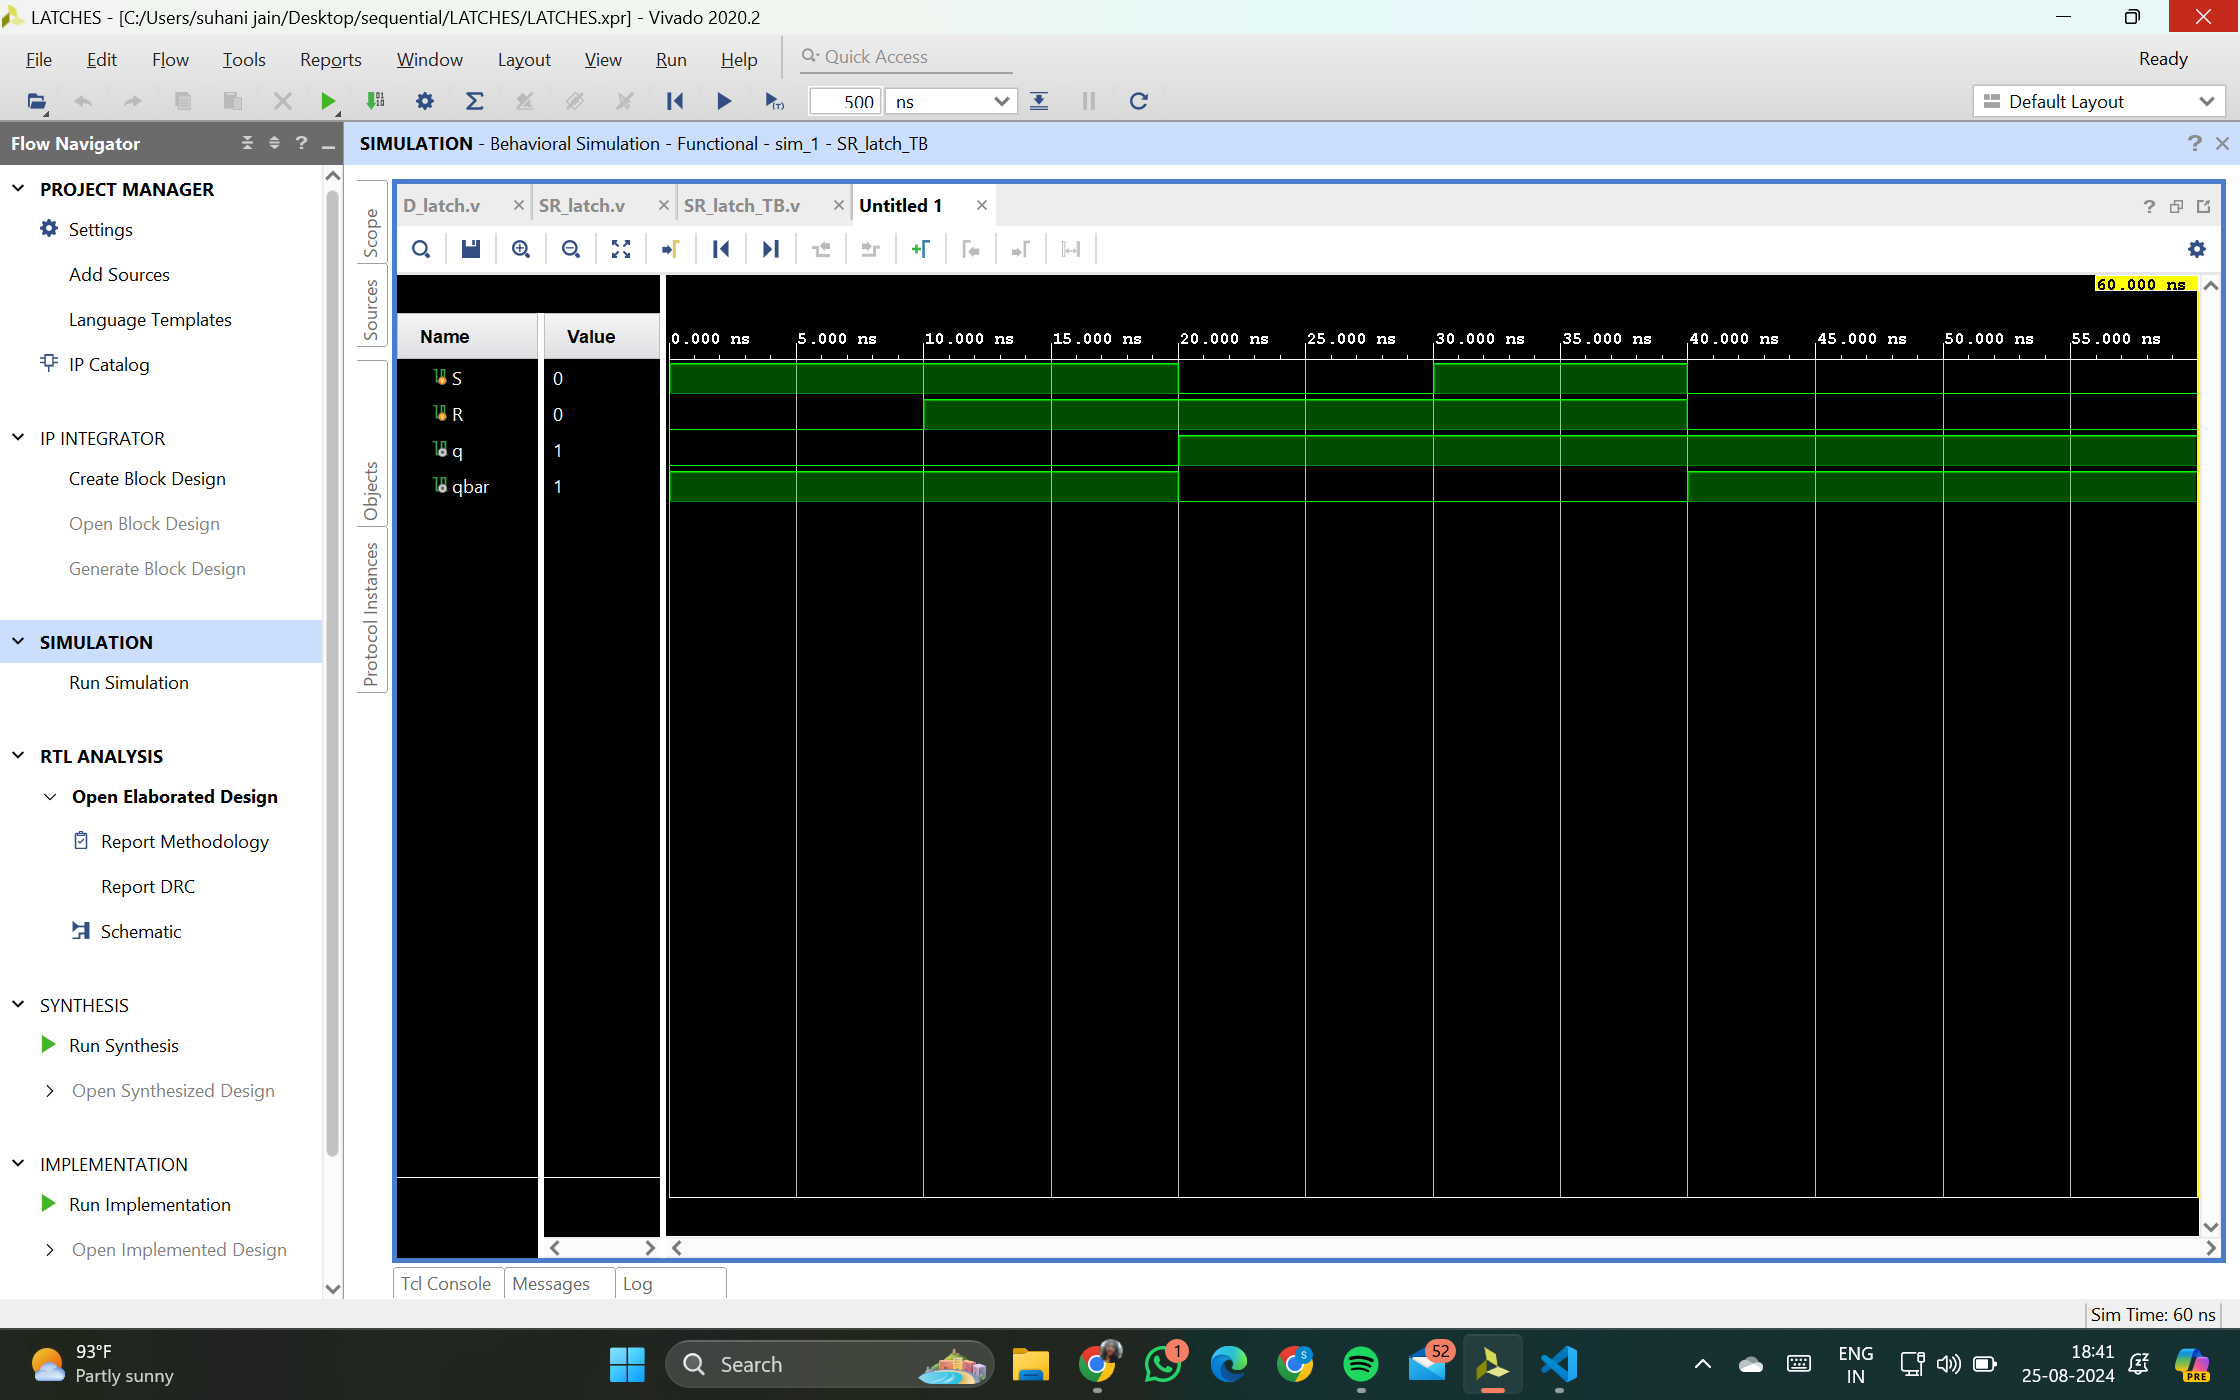 LATCHES - [C:/Users/suhani jain/Desktop/sequential/LATCHES/LATCHES.xpr] - Vivado 2020.2
File Edit Flow Tools Reports Window Layout View Run Help Quick Access Ready
500 ns Default Layout
Flow Navigator
SIMULATION - Behavioral Simulation - Functional - sim_1 - SR_latch_TB
PROJECT MANAGER
Settings
Add Sources
Language Templates
IP Catalog
IP INTEGRATOR
Create Block Design
Open Block Design
Generate Block Design
SIMULATION
Run Simulation
RTL ANALYSIS
Open Elaborated Design
Report Methodology
Report DRC
Schematic
SYNTHESIS
Run Synthesis
Open Synthesized Design
IMPLEMENTATION
Run Implementation
Open Implemented Design
Scope
Sources
Objects
Protocol Instances
D_latch.v SR_latch.v SR_latch_TB.v Untitled 1
60.000 ns
Name Value
0.000 ns 5.000 ns 10.000 ns 15.000 ns 20.000 ns 25.000 ns 30.000 ns 35.000 ns 40.000 ns 45.000 ns 50.000 ns 55.000 ns
S 0
R 0
q 1
qbar 1
Tcl Console Messages Log
Sim Time: 60 ns
93°F
Partly sunny
Search
1
S
52
ENG
IN
18:41
25-08-2024
PRE